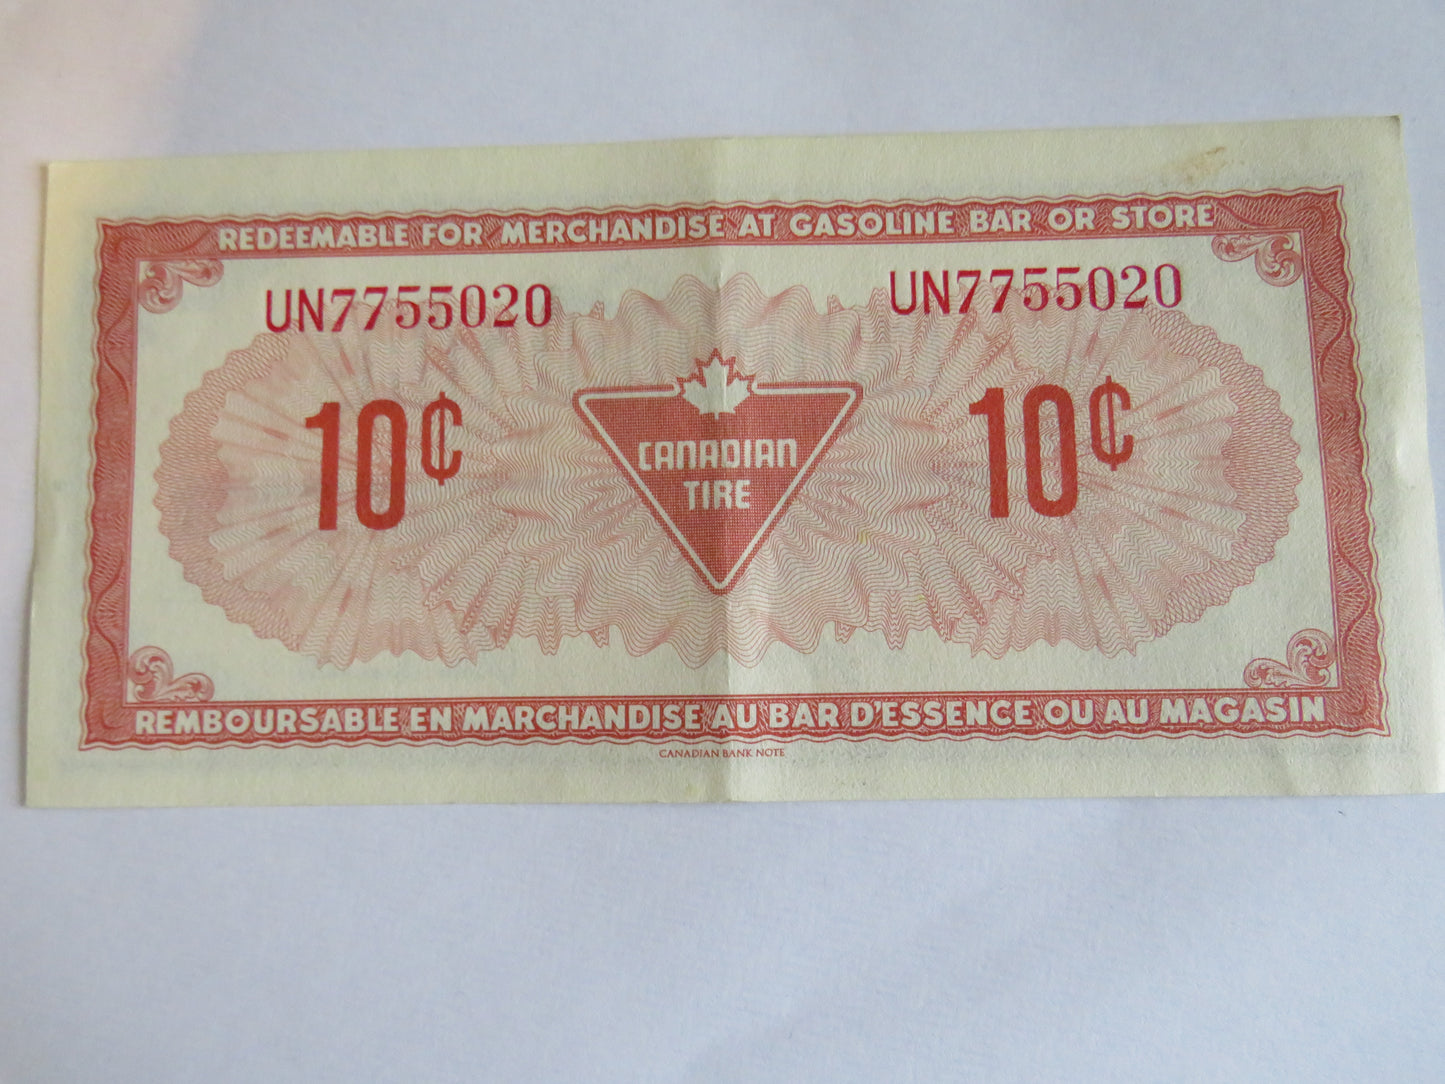 REDEEMABLE FOR MERCHANDISE AT GASOLINE BAR OR STORE
UN7755020 UN7755020
10¢ 10¢
CANADIAN
TIRE
REMBOURSABLE EN MARCHANDISE AU BAR D'ESSENCE OU AU MAGASIN
CANADIAN BANK NOTE